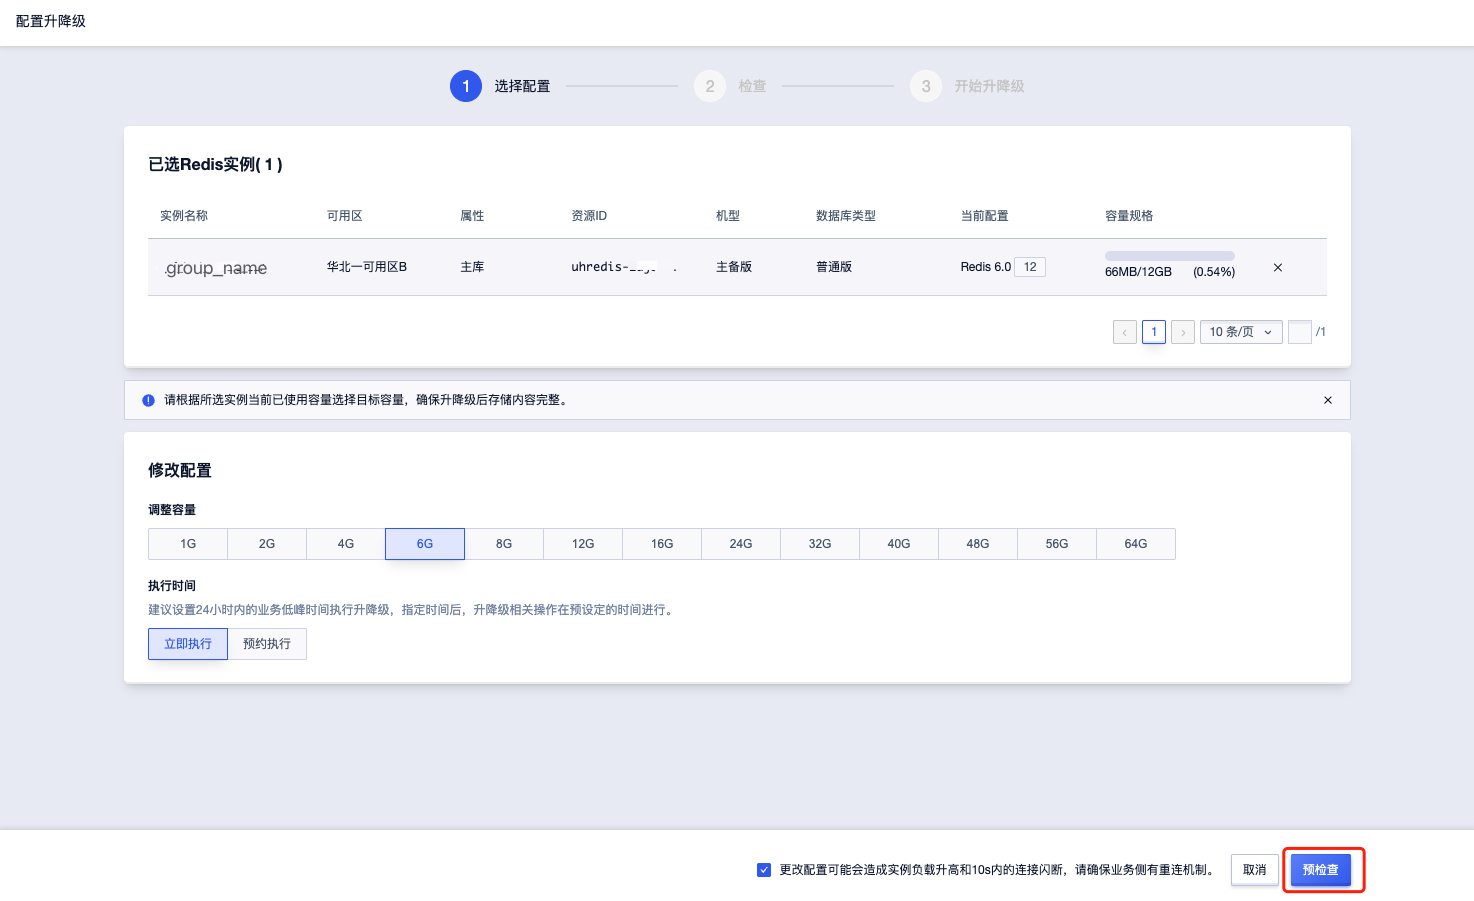 配置升降级
1 选择配置 2 检查 3 开始升降级
已选Redis实例( 1 )
实例名称 可用区 属性 资源ID 机型 数据库类型 当前配置 容量规格
group_name 华北一可用区B 主库 uhredis- 主备版 普通版 Redis 6.0 12 66MB/12GB (0.54%)
1 10 条/页 /1
请根据所选实例当前已使用容量选择目标容量，确保升降级后存储内容完整。
修改配置
调整容量
1G 2G 4G 6G 8G 12G 16G 24G 32G 40G 48G 56G 64G
执行时间
建议设置24小时内的业务低峰时间执行升降级，指定时间后，升降级相关操作在预设定的时间进行。
立即执行 预约执行
更改配置可能会造成实例负载升高和10s内的连接闪断，请确保业务侧有重连机制。 取消 预检查